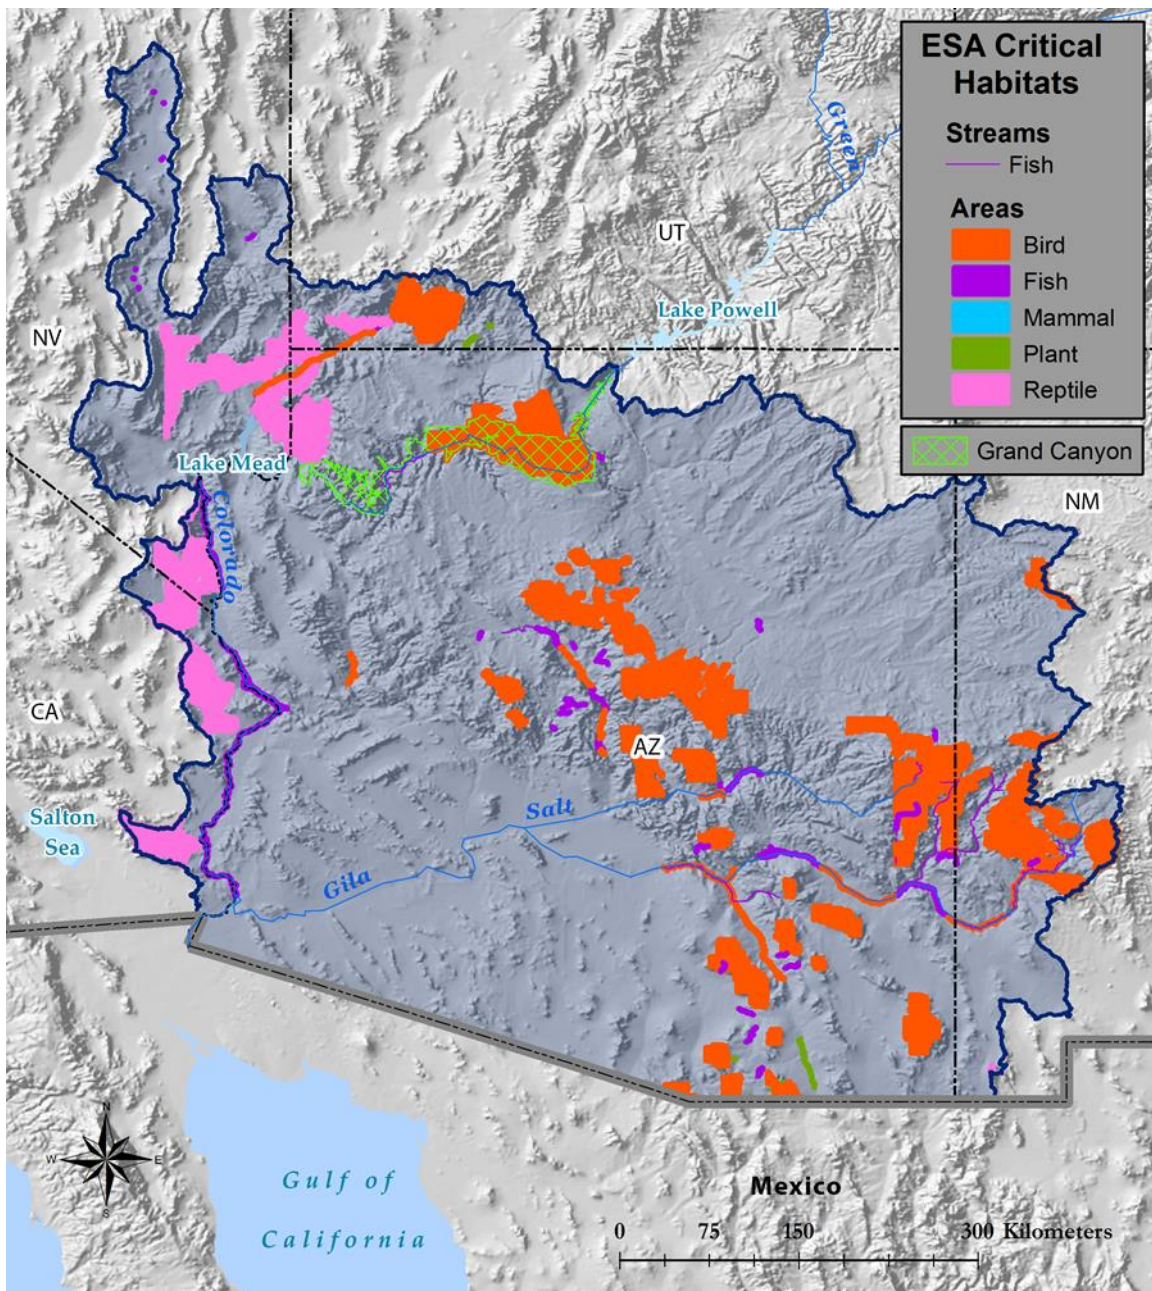 ESA Critical
Habitats
Streams
Fish
Areas
Bird
Fish
Mammal
Plant
Reptile
Grand Canyon
Green
UT
Lake Powell
NV
Lake Mead
NM
Colorado
CA
AZ
Salt
Salton
Sea
Gila
N
W
E
S
Gulf of
California
Mexico
0
75
150
300 Kilometers